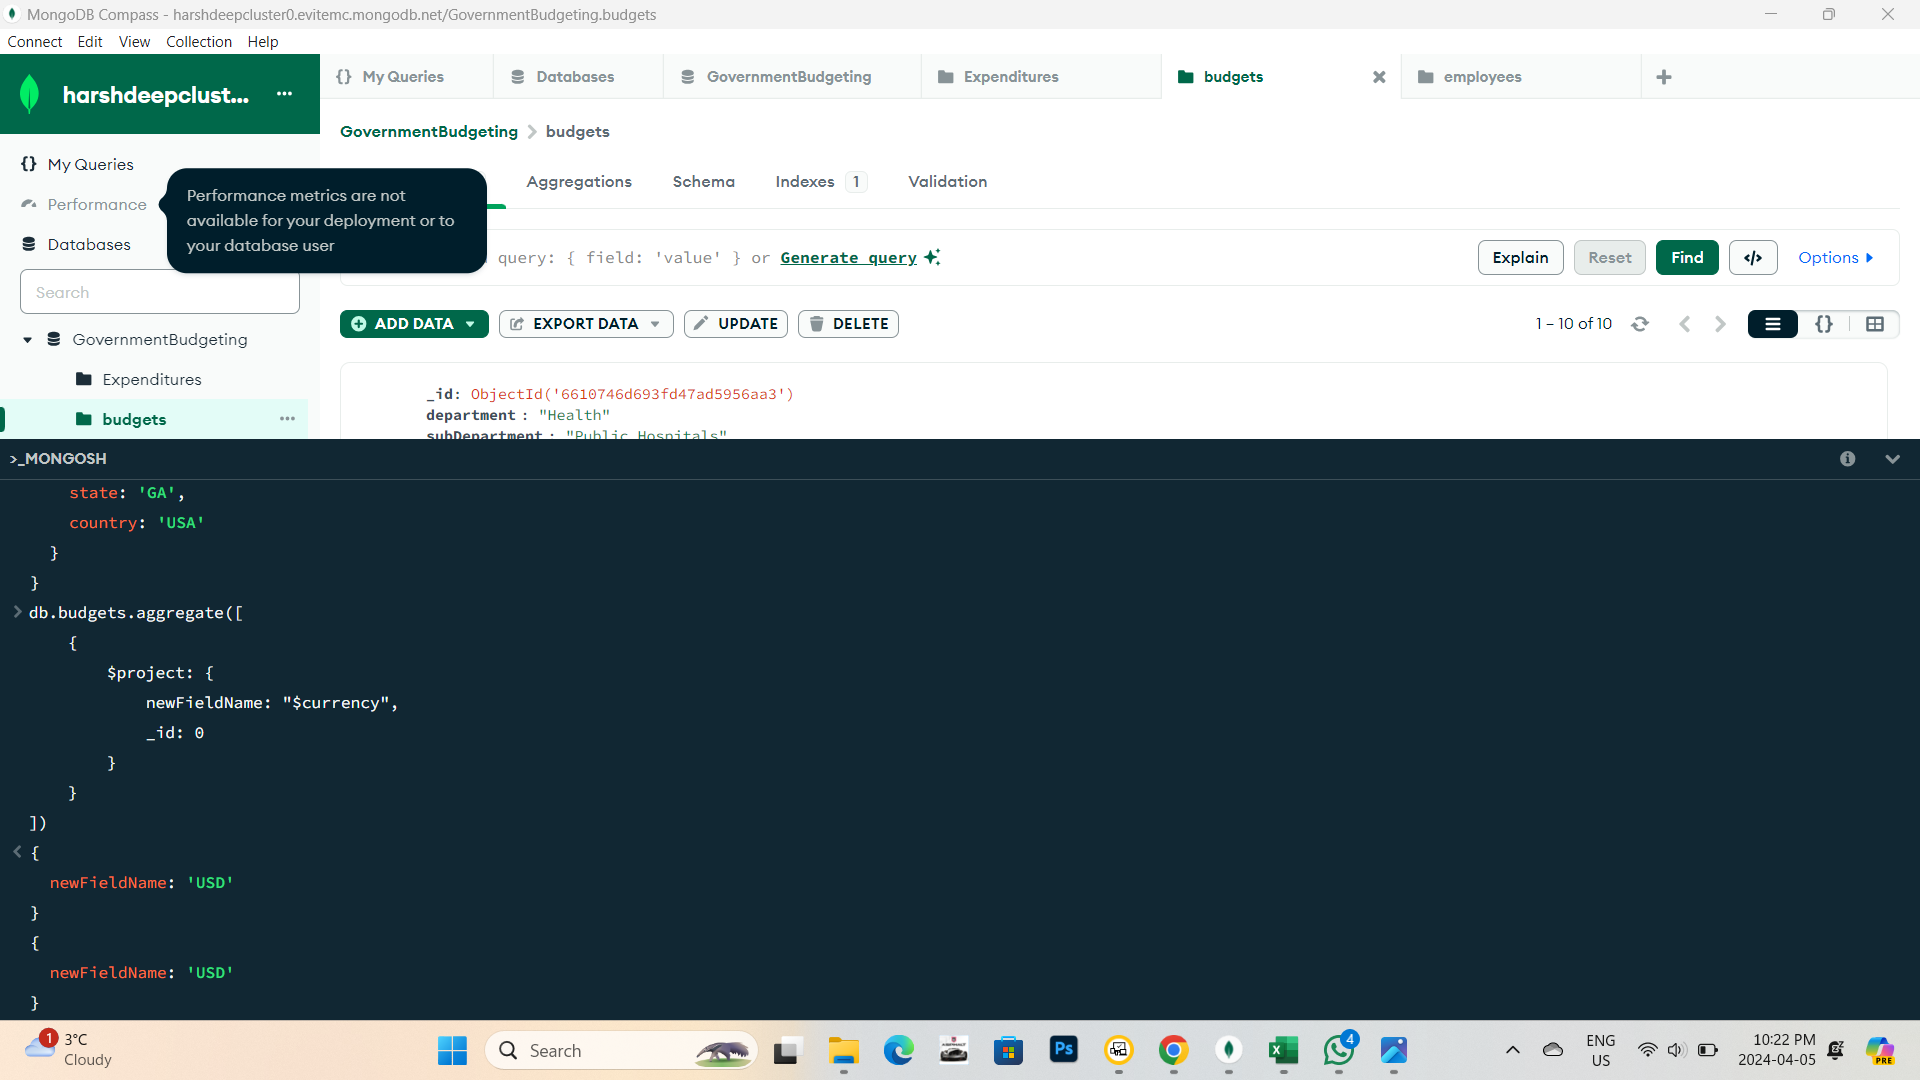 MongoDB Compass - harshdeepcluster0.evitemc.mongodb.net/GovernmentBudgeting.budgets
Connect Edit View Collection Help
harshdeepclust... ...
{} My Queries
Databases
GovernmentBudgeting
Expenditures
budgets
employees
GovernmentBudgeting > budgets
My Queries
Performance
Databases
Performance metrics are not
available for your deployment or to
your database user
Aggregations
Schema
Indexes 1
Validation
query: { field: 'value' } or Generate query
Explain
Reset
Find
</>
Options
Search
ADD DATA
EXPORT DATA
UPDATE
DELETE
1 – 10 of 10
{}
GovernmentBudgeting
Expenditures
budgets ...
_id: ObjectId('6610746d693fd47ad5956aa3')
department : "Health"
subDepartment : "Public Hospitals"
>_MONGOSH
state: 'GA',
country: 'USA'
}
}
> db.budgets.aggregate([
{
$project: {
newFieldName: "$currency",
_id: 0
}
}
])
< {
newFieldName: 'USD'
}
{
newFieldName: 'USD'
}
1
3°C
Cloudy
Search
Ps
4
ENG
US
10:22 PM
2024-04-05
PRE